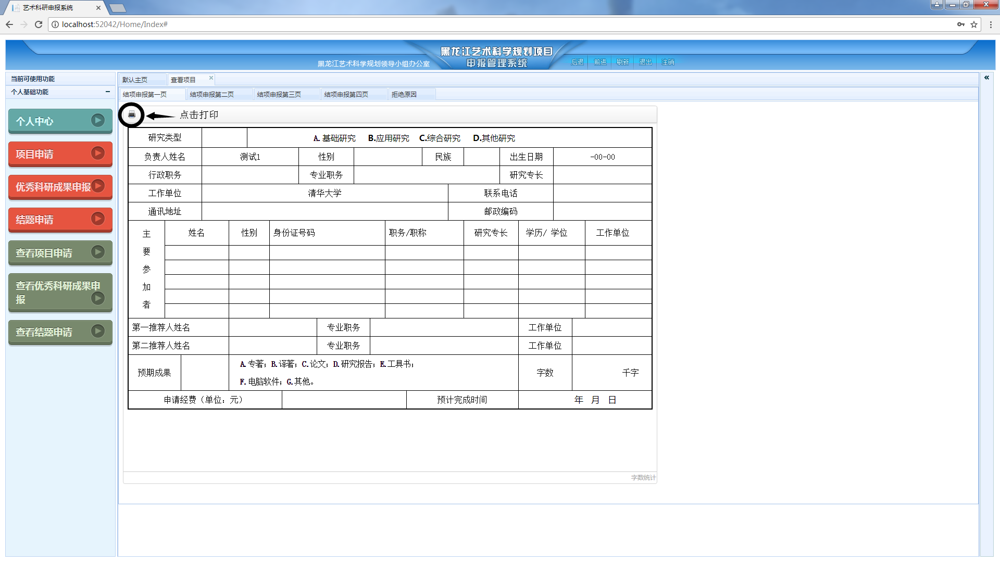 艺术科研申报系统
localhost:52042/Home/Index#
黑龙江艺术科学规划领导小组办公室
黑龙江艺术科学规划项目
申报管理系统
后退 前进 刷新 退出 注销
当前可使用功能
个人基础功能
个人中心
项目申请
优秀科研成果申报
结题申请
查看项目申请
查看优秀科研成果申
报
查看结题申请
默认主页 查看项目
结项申报第一页 结项申报第二页 结项申报第三页 结项申报第四页 拒绝原因
点击打印
研究类型 A.基础研究 B.应用研究 C.综合研究 D.其他研究
负责人姓名 测试1 性别 民族 出生日期 -00-00
行政职务 专业职务 研究专长
工作单位 清华大学 联系电话
通讯地址 邮政编码
主
要
参
加
者
姓名 性别 身份证号码 职务/职称 研究专长 学历/ 学位 工作单位
第一推荐人姓名 专业职务 工作单位
第二推荐人姓名 专业职务 工作单位
预期成果
A.专著；B.译著；C.论文；D.研究报告；E.工具书；
F.电脑软件；G.其他。
字数 千字
申请经费（单位：元） 预计完成时间 年 月 日
字数统计